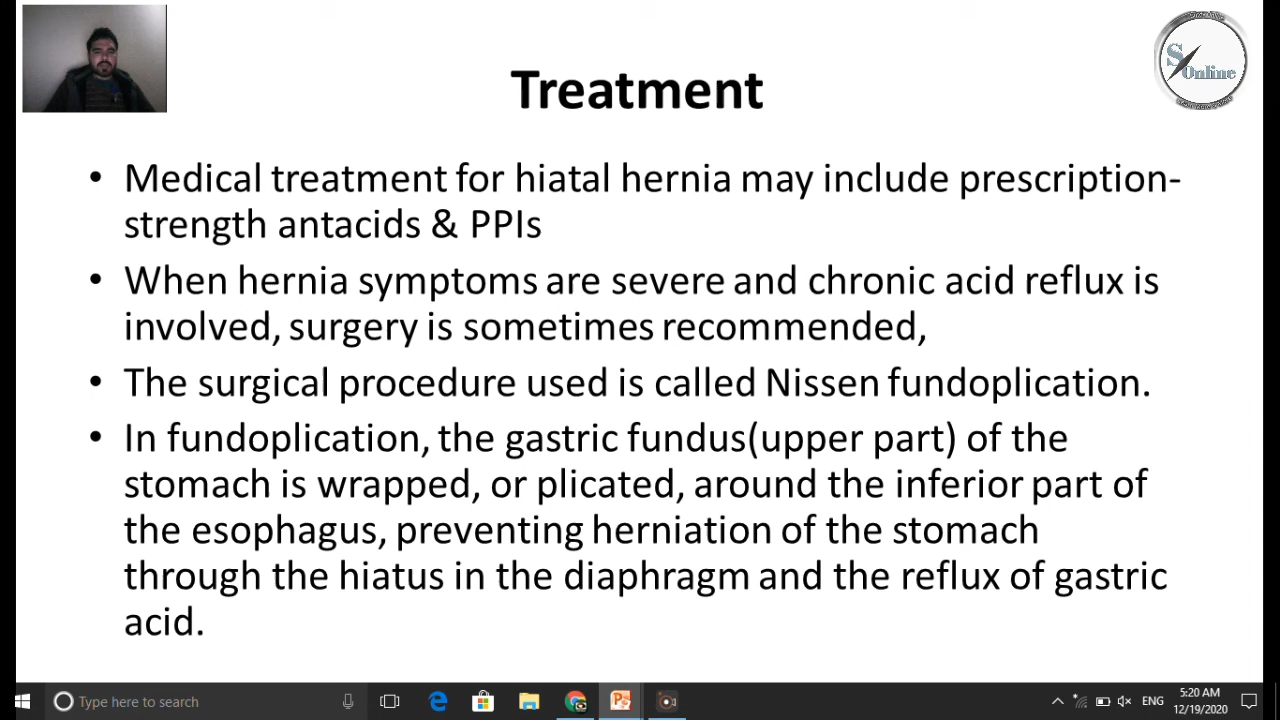 Treatment
S Online
• Medical treatment for hiatal hernia may include prescription-
strength antacids & PPIs
• When hernia symptoms are severe and chronic acid reflux is
involved, surgery is sometimes recommended,
• The surgical procedure used is called Nissen fundoplication.
• In fundoplication, the gastric fundus(upper part) of the
stomach is wrapped, or plicated, around the inferior part of
the esophagus, preventing herniation of the stomach
through the hiatus in the diaphragm and the reflux of gastric
acid.
Type here to search
ENG
5:20 AM
12/19/2020